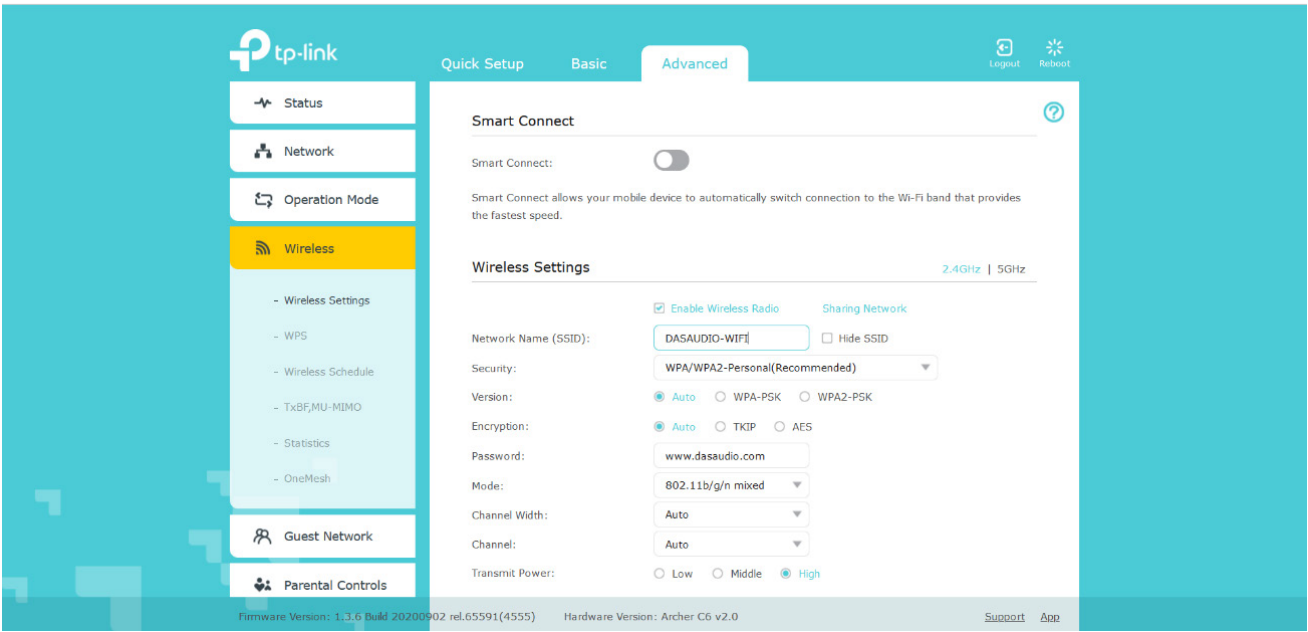 tp-link
Quick Setup Basic Advanced
Logout Reboot
Status
Network
Operation Mode
Wireless
- Wireless Settings
- WPS
- Wireless Schedule
- TxBF,MU-MIMO
- Statistics
- OneMesh
Guest Network
Parental Controls
Smart Connect
Smart Connect:
Smart Connect allows your mobile device to automatically switch connection to the Wi-Fi band that provides
the fastest speed.
Wireless Settings 2.4GHz | 5GHz
Enable Wireless Radio Sharing Network
Network Name (SSID): DASAUDIO-WIFI Hide SSID
Security: WPA/WPA2-Personal(Recommended)
Version: Auto WPA-PSK WPA2-PSK
Encryption: Auto TKIP AES
Password: www.dasaudio.com
Mode: 802.11b/g/n mixed
Channel Width: Auto
Channel: Auto
Transmit Power: Low Middle High
Firmware Version: 1.3.6 Build 20200902 rel.65591(4555) Hardware Version: Archer C6 v2.0 Support App